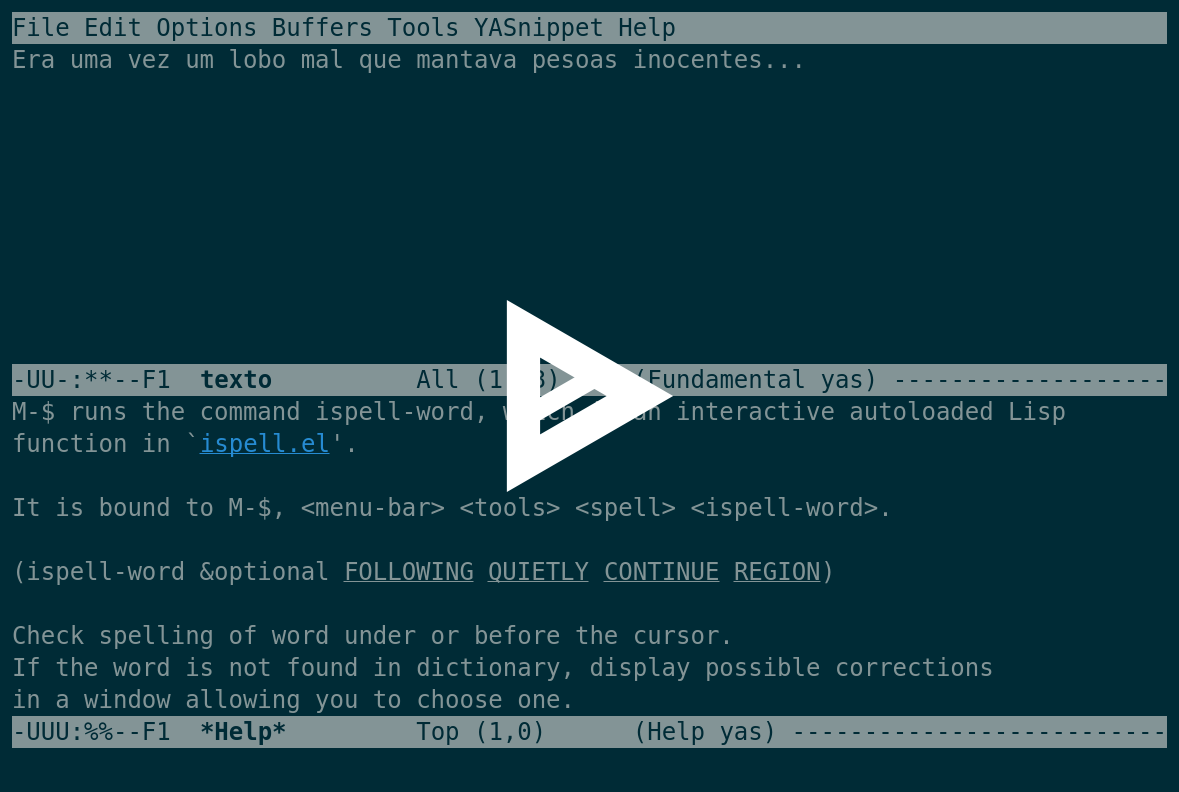 File Edit Options Buffers Tools YASnippet Help
Era uma vez um lobo mal que mantava pesoas inocentes...
-UU-:**--F1  texto          All (1      (Fundamental yas) -------------------
M-$ runs the command ispell-word,      an interactive autoloaded Lisp
function in `ispell.el'.
It is bound to M-$, <menu-bar> <tools> <spell> <ispell-word>.
(ispell-word &optional FOLLOWING QUIETLY CONTINUE REGION)
Check spelling of word under or before the cursor.
If the word is not found in dictionary, display possible corrections
in a window allowing you to choose one.
-UUU:%%--F1  *Help*         Top (1,0)      (Help yas) --------------------------